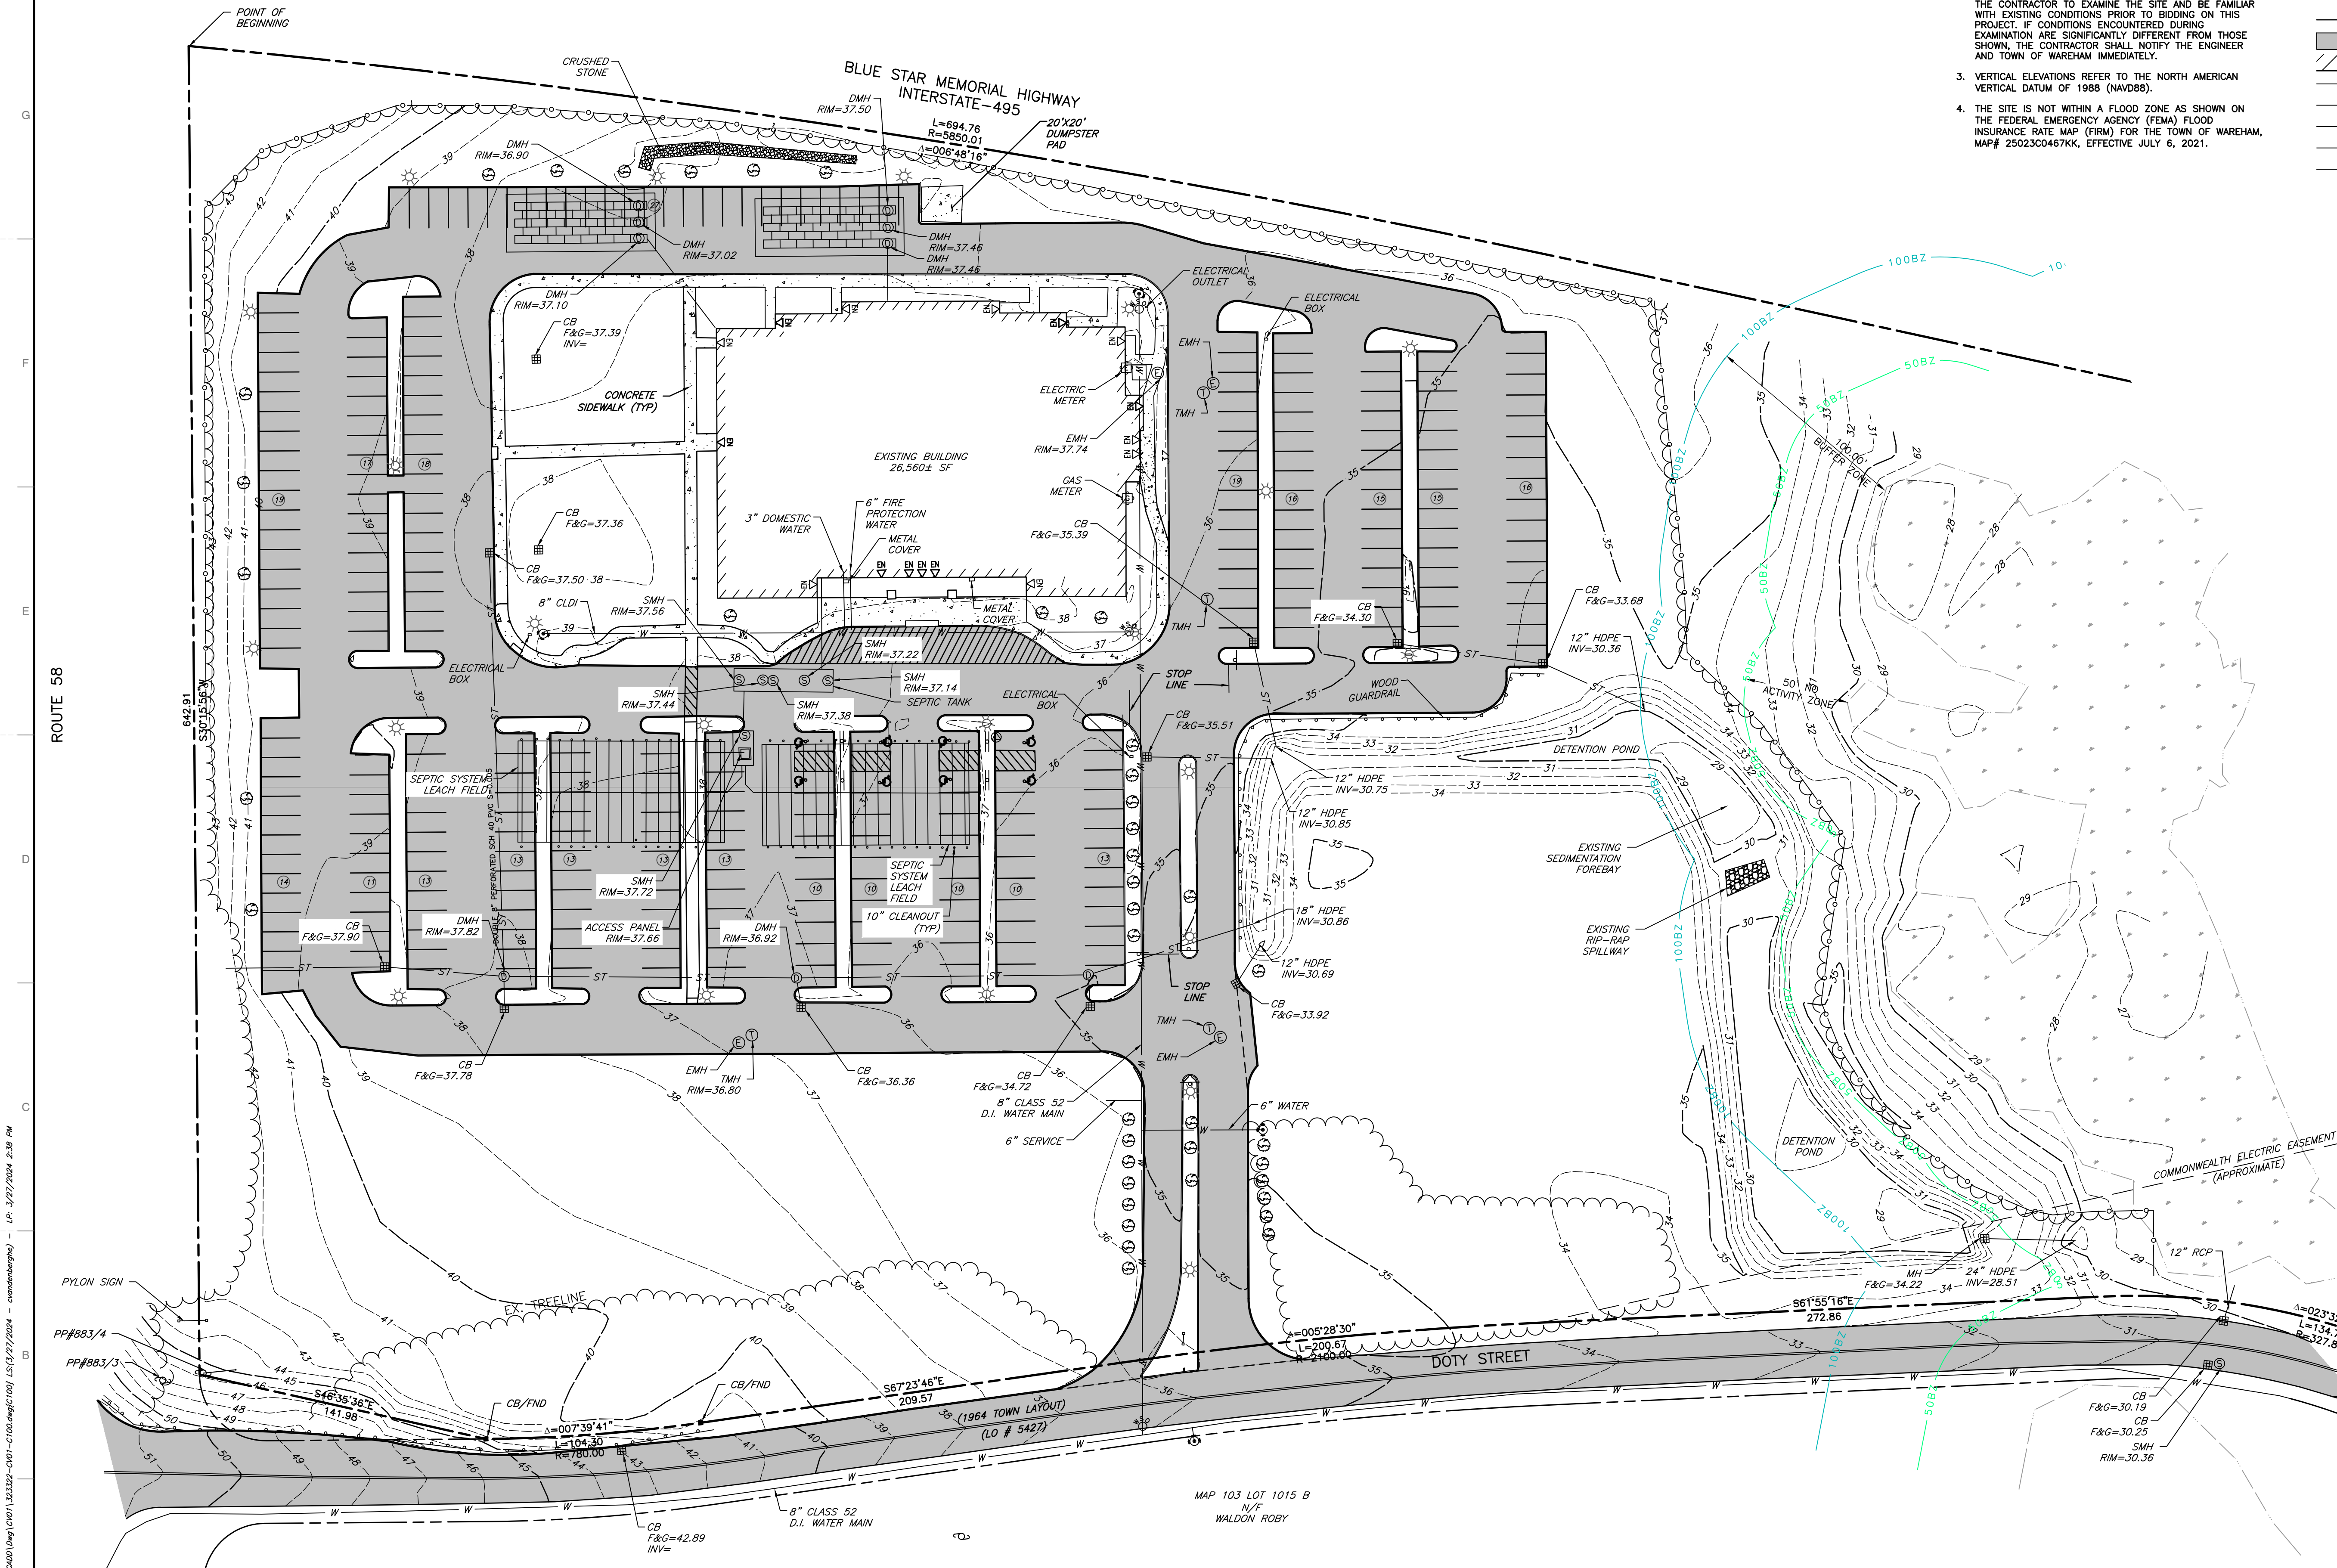 POINT OF
BEGINNING
CRUSHED
STONE
BLUE STAR MEMORIAL HIGHWAY
INTERSTATE-495
L=694.76
R=5850.01
Δ=006°48'16"
20'X20'
DUMPSTER
PAD
DMH
RIM=37.50
DMH
RIM=36.90
THE CONTRACTOR TO EXAMINE THE SITE AND BE FAMILIAR
WITH EXISTING CONDITIONS PRIOR TO BIDDING ON THIS
PROJECT. IF CONDITIONS ENCOUNTERED DURING
EXAMINATION ARE SIGNIFICANTLY DIFFERENT FROM THOSE
SHOWN, THE CONTRACTOR SHALL NOTIFY THE ENGINEER
AND TOWN OF WAREHAM IMMEDIATELY.
3. VERTICAL ELEVATIONS REFER TO THE NORTH AMERICAN
VERTICAL DATUM OF 1988 (NAVD88).
4. THE SITE IS NOT WITHIN A FLOOD ZONE AS SHOWN ON
THE FEDERAL EMERGENCY AGENCY (FEMA) FLOOD
INSURANCE RATE MAP (FIRM) FOR THE TOWN OF WAREHAM,
MAP# 25023C0467KK, EFFECTIVE JULY 6, 2021.
G
F
E
D
C
B
ROUTE 58
642.91
S30°15'56"W
DMH
RIM=37.02
DMH
RIM=37.46
DMH
RIM=37.46
DMH
RIM=37.10
CB
F&G=37.39
INV=
CONCRETE
SIDEWALK (TYP)
ELECTRICAL
OUTLET
ELECTRICAL
BOX
EMH
TMH
ELECTRIC
METER
EMH
RIM=37.74
EXISTING BUILDING
26,560± SF
GAS
METER
CB
F&G=35.39
3" DOMESTIC
WATER
6" FIRE
PROTECTION
WATER
METAL
COVER
EN EN EN EN
METAL
COVER
CB
F&G=37.36
CB
F&G=37.50
8" CLDI
SMH
RIM=37.56
SMH
RIM=37.22
SMH
RIM=37.14
SEPTIC TANK
SMH
RIM=37.44
SMH
RIM=37.38
ELECTRICAL
BOX
TMH
STOP
LINE
ELECTRICAL
BOX
CB
F&G=35.51
CB
F&G=34.30
CB
F&G=33.68
12" HDPE
INV=30.36
WOOD
GUARDRAIL
100.00'
BUFFER ZONE
50' NO
ACTIVITY ZONE
100BZ
50BZ
DETENTION POND
12" HDPE
INV=30.75
12" HDPE
INV=30.85
EXISTING
SEDIMENTATION
FOREBAY
EXISTING
RIP-RAP
SPILLWAY
SEPTIC SYSTEM
LEACH FIELD
SEPTIC
SYSTEM
LEACH
FIELD
10" CLEANOUT
(TYP)
SMH
RIM=37.72
ACCESS PANEL
RIM=37.66
DMH
RIM=36.92
DMH
RIM=37.82
CB
F&G=37.90
18" HDPE
INV=30.86
12" HDPE
INV=30.69
STOP
LINE
CB
F&G=33.92
TMH
EMH
CB
F&G=37.78
EMH
TMH
RIM=36.80
CB
F&G=36.36
CB
F&G=34.72
8" CLASS 52
D.I. WATER MAIN
6" SERVICE
6" WATER
DETENTION
POND
COMMONWEALTH ELECTRIC EASEMENT
(APPROXIMATE)
12" RCP
MH
F&G=34.22
24" HDPE
INV=28.51
PYLON SIGN
PP#883/4
PP#883/3
EX. TREELINE
S46°35'36"E
141.98
CB/FND
Δ=007°39'41"
L=104.30
R=780.00
CB/FND
S67°23'46"E
209.57
(1964 TOWN LAYOUT)
(LO # 5427)
Δ=005°28'30"
L=200.67
R=2100.00
DOTY STREET
S61°55'16"E
272.86
CB
F&G=30.19
CB
F&G=30.25
SMH
RIM=30.36
CB
F&G=42.89
INV=
8" CLASS 52
D.I. WATER MAIN
MAP 103 LOT 1015 B
N/F
WALDON ROBY